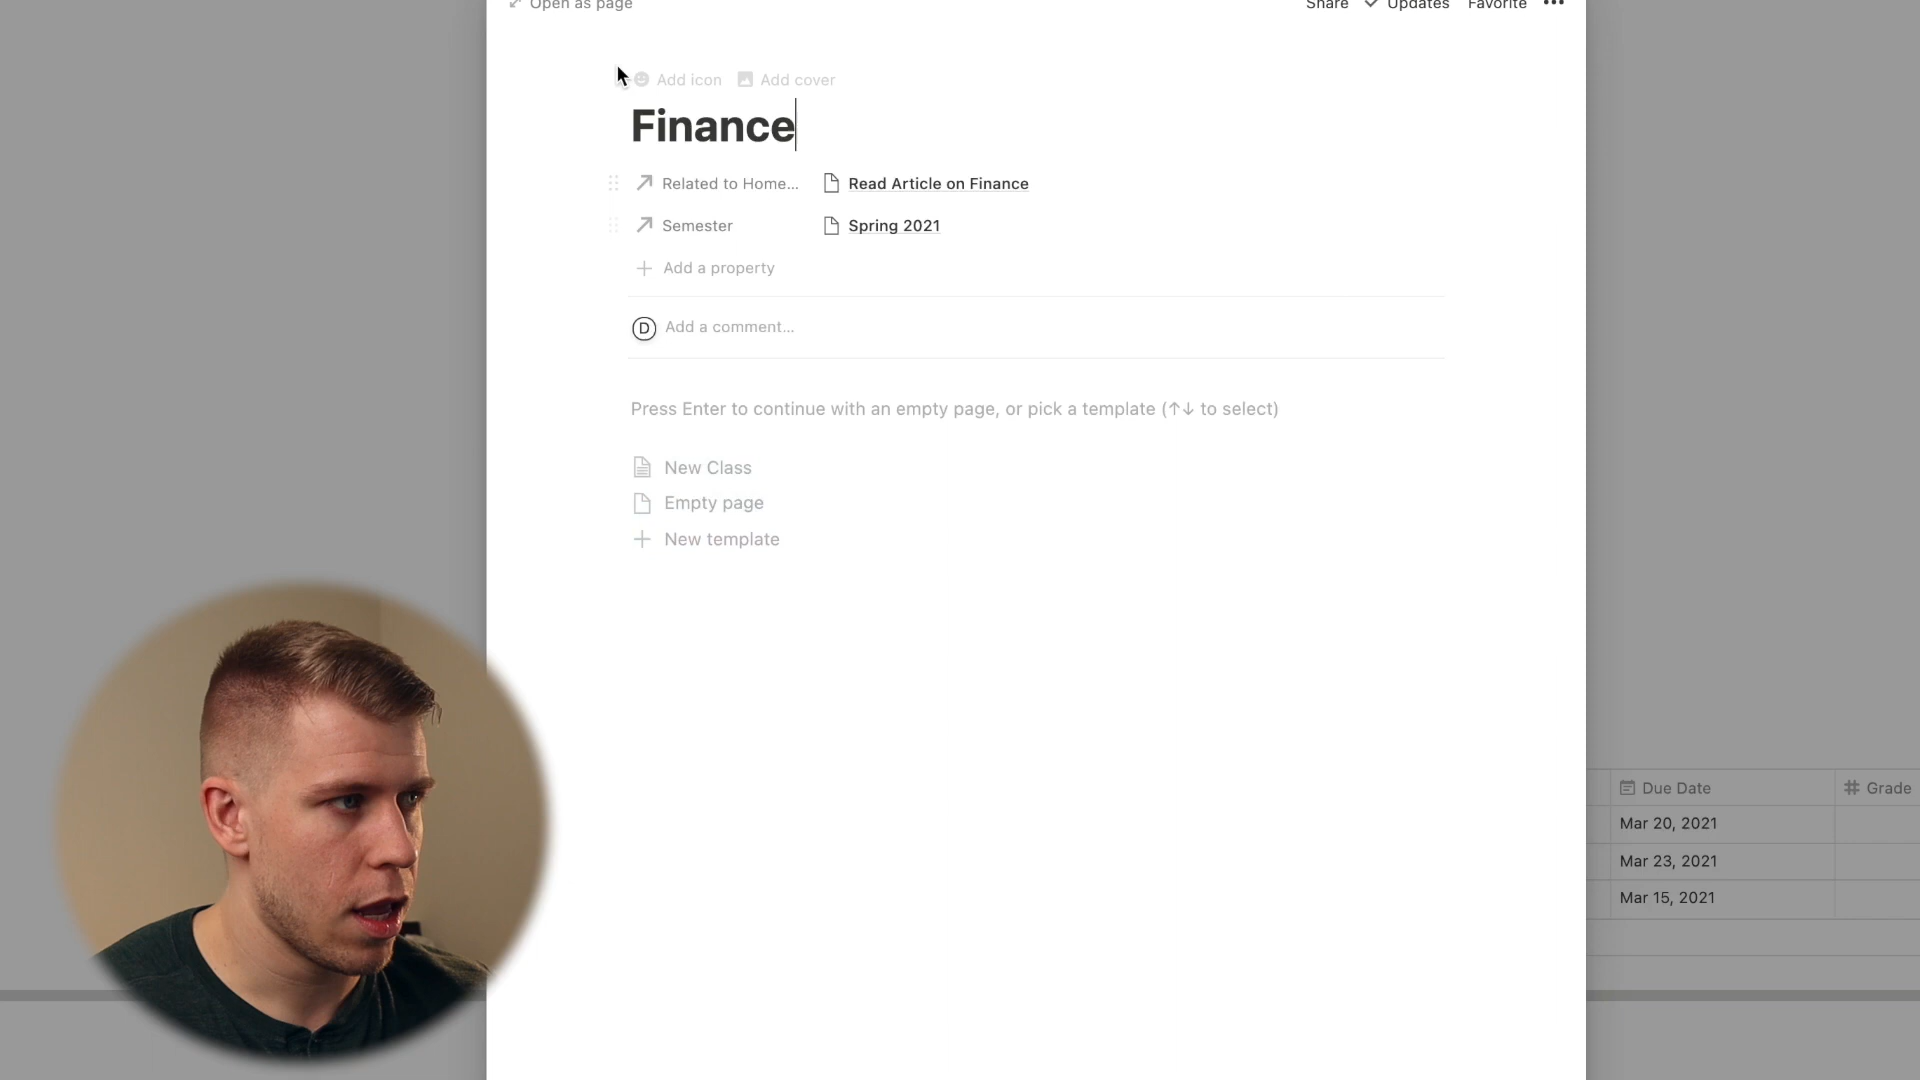 Open as page
Share Updates Favorite
Add icon Add cover
Finance
Related to Home... Read Article on Finance
Semester Spring 2021
Add a property
D Add a comment...
Press Enter to continue with an empty page, or pick a template (↑↓ to select)
New Class
Empty page
New template
Due Date Grade
Mar 20, 2021
Mar 23, 2021
Mar 15, 2021